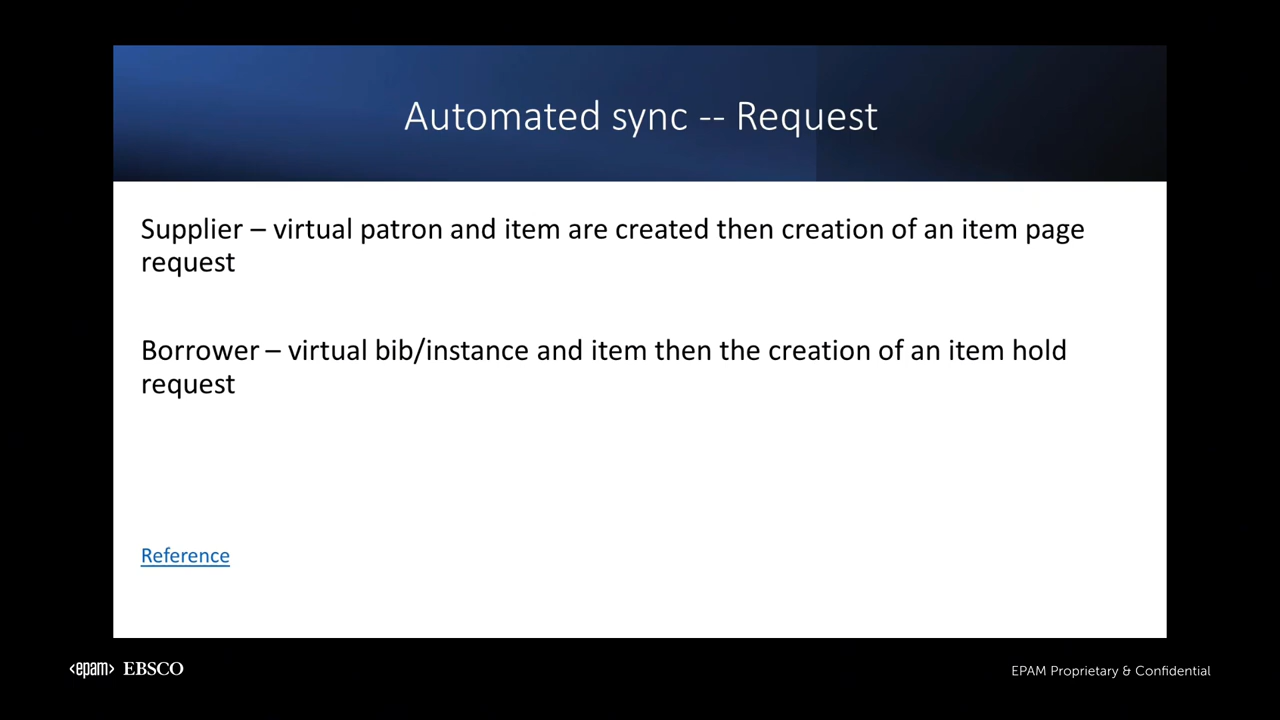 Automated sync -- Request
Supplier – virtual patron and item are created then creation of an item page
request
Borrower – virtual bib/instance and item then the creation of an item hold
request
Reference
<epam> EBSCO
EPAM Proprietary & Confidential